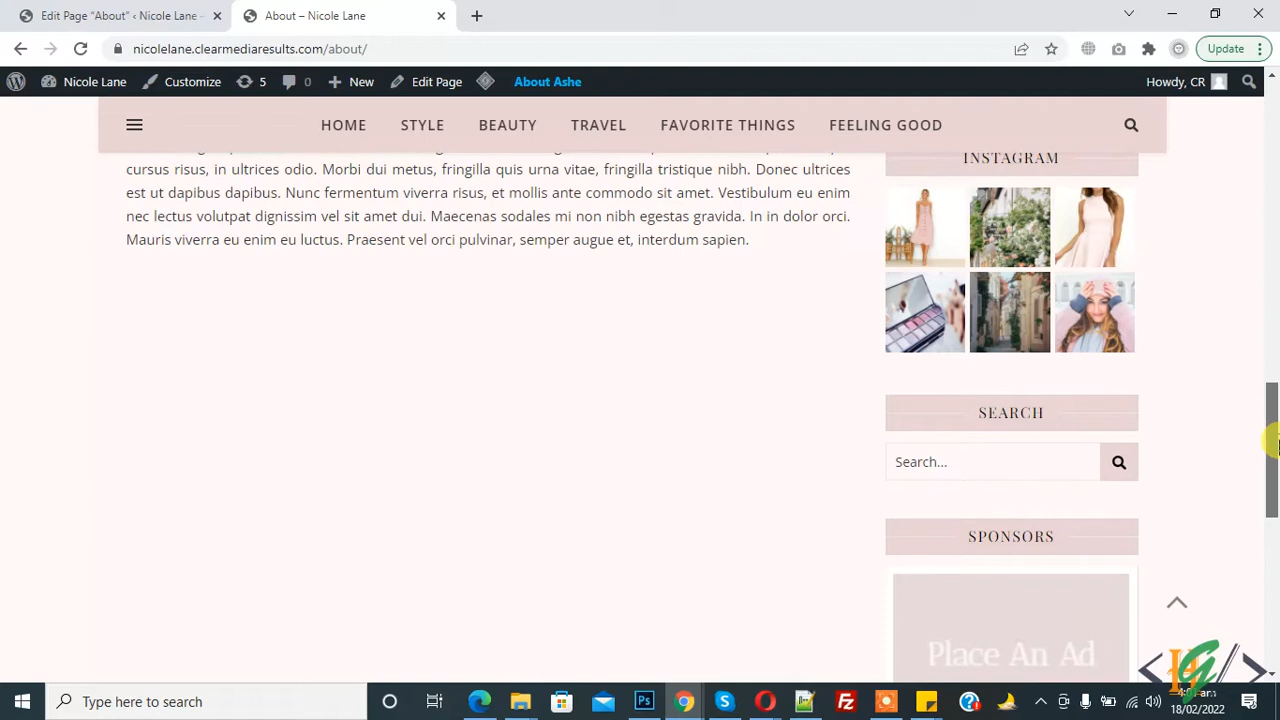 Edit Page “About” ‹ Nicole Lane –
About – Nicole Lane
nicolelane.clearmediaresults.com/about/
Update
Nicole Lane
Customize
5
0
New
Edit Page
About Ashe
Howdy, CR
HOME
STYLE
BEAUTY
TRAVEL
FAVORITE THINGS
FEELING GOOD
cursus risus, in ultrices odio. Morbi dui metus, fringilla quis urna vitae, fringilla tristique nibh. Donec ultrices
est ut dapibus dapibus. Nunc fermentum viverra risus, et mollis ante commodo sit amet. Vestibulum eu enim
nec lectus volutpat dignissim vel sit amet dui. Maecenas sodales mi non nibh egestas gravida. In in dolor orci.
Mauris viverra eu enim eu luctus. Praesent vel orci pulvinar, semper augue et, interdum sapien.
INSTAGRAM
SEARCH
Search...
SPONSORS
Place An Ad
Type here to search
18/02/2022